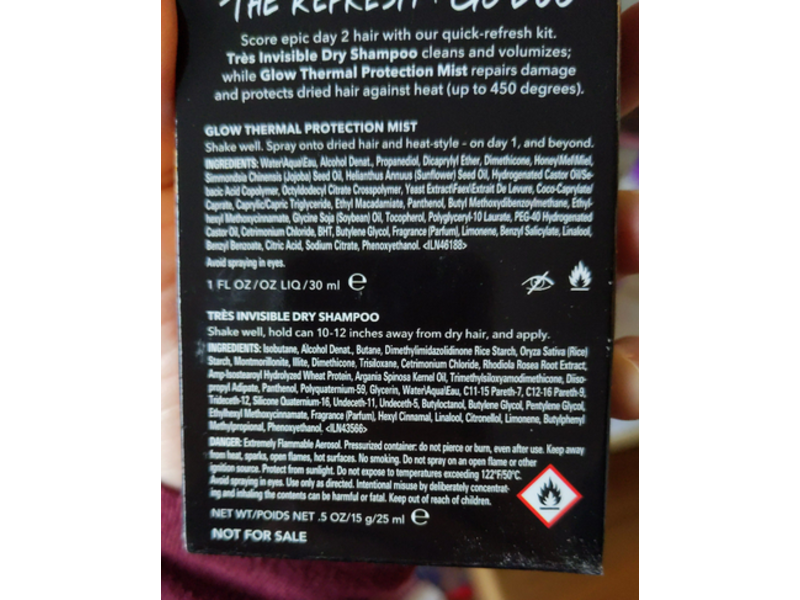 THE REFRESH
Score epic day 2 hair with our quick-refresh kit.
Très Invisible Dry Shampoo cleans and volumizes;
while Glow Thermal Protection Mist repairs damage
and protects dried hair against heat (up to 450 degrees).
GLOW THERMAL PROTECTION MIST
Shake well. Spray onto dried hair and heat-style - on day 1, and beyond.
INGREDIENTS: Water\Aqua\Eau, Alcohol Denat., Propanediol, Dicaprylyl Ether, Dimethicone, Honey\Mel\Miel,
Simmondsia Chinensis (Jojoba) Seed Oil, Helianthus Annuus (Sunflower) Seed Oil, Hydrogenated Castor Oil/Se-
bacic Acid Copolymer, Octyldodecyl Citrate Crosspolymer, Yeast Extract\Faex\Extrait De Levure, Coco-Caprylate/
Caprate, Caprylic/Capric Triglyceride, Ethyl Macadamiate, Panthenol, Butyl Methoxydibenzoylmethane, Ethyl-
hexyl Methoxycinnamate, Glycine Soja (Soybean) Oil, Tocopherol, Polyglyceryl-10 Laurate, PEG-40 Hydrogenated
Castor Oil, Cetrimonium Chloride, BHT, Butylene Glycol, Fragrance (Parfum), Limonene, Benzyl Salicylate, Linalool,
Benzyl Benzoate, Citric Acid, Sodium Citrate, Phenoxyethanol. <ILN46188>
Avoid spraying in eyes.
1 FL OZ/OZ LIQ/30 ml ℮
TRÈS INVISIBLE DRY SHAMPOO
Shake well, hold can 10-12 inches away from dry hair, and apply.
INGREDIENTS: Isobutane, Alcohol Denat., Butane, Dimethylimidazolidinone Rice Starch, Oryza Sativa (Rice)
Starch, Montmorillonite, Illite, Dimethicone, Trisiloxane, Cetrimonium Chloride, Rhodiola Rosea Root Extract,
Amp-Isostearoyl Hydrolyzed Wheat Protein, Argania Spinosa Kernel Oil, Trimethylsiloxyamodimethicone, Diiso-
propyl Adipate, Panthenol, Polyquaternium-59, Glycerin, Water\Aqua\Eau, C11-15 Pareth-7, C12-16 Pareth-9,
Trideceth-12, Silicone Quaternium-16, Undeceth-11, Undeceth-5, Butyloctanol, Butylene Glycol, Pentylene Glycol,
Ethylhexyl Methoxycinnamate, Fragrance (Parfum), Hexyl Cinnamal, Linalool, Citronellol, Limonene, Butylphenyl
Methylpropional, Phenoxyethanol. <ILN43566>
DANGER: Extremely Flammable Aerosol. Pressurized container: do not pierce or burn, even after use. Keep away
from heat, sparks, open flames, hot surfaces. No smoking. Do not spray on an open flame or other
ignition source. Protect from sunlight. Do not expose to temperatures exceeding 122°F/50°C.
Avoid spraying in eyes. Use only as directed. Intentional misuse by deliberately concentrat-
ing and inhaling the contents can be harmful or fatal. Keep out of reach of children.
NET WT/POIDS NET .5 OZ/15 g/25 ml ℮
NOT FOR SALE